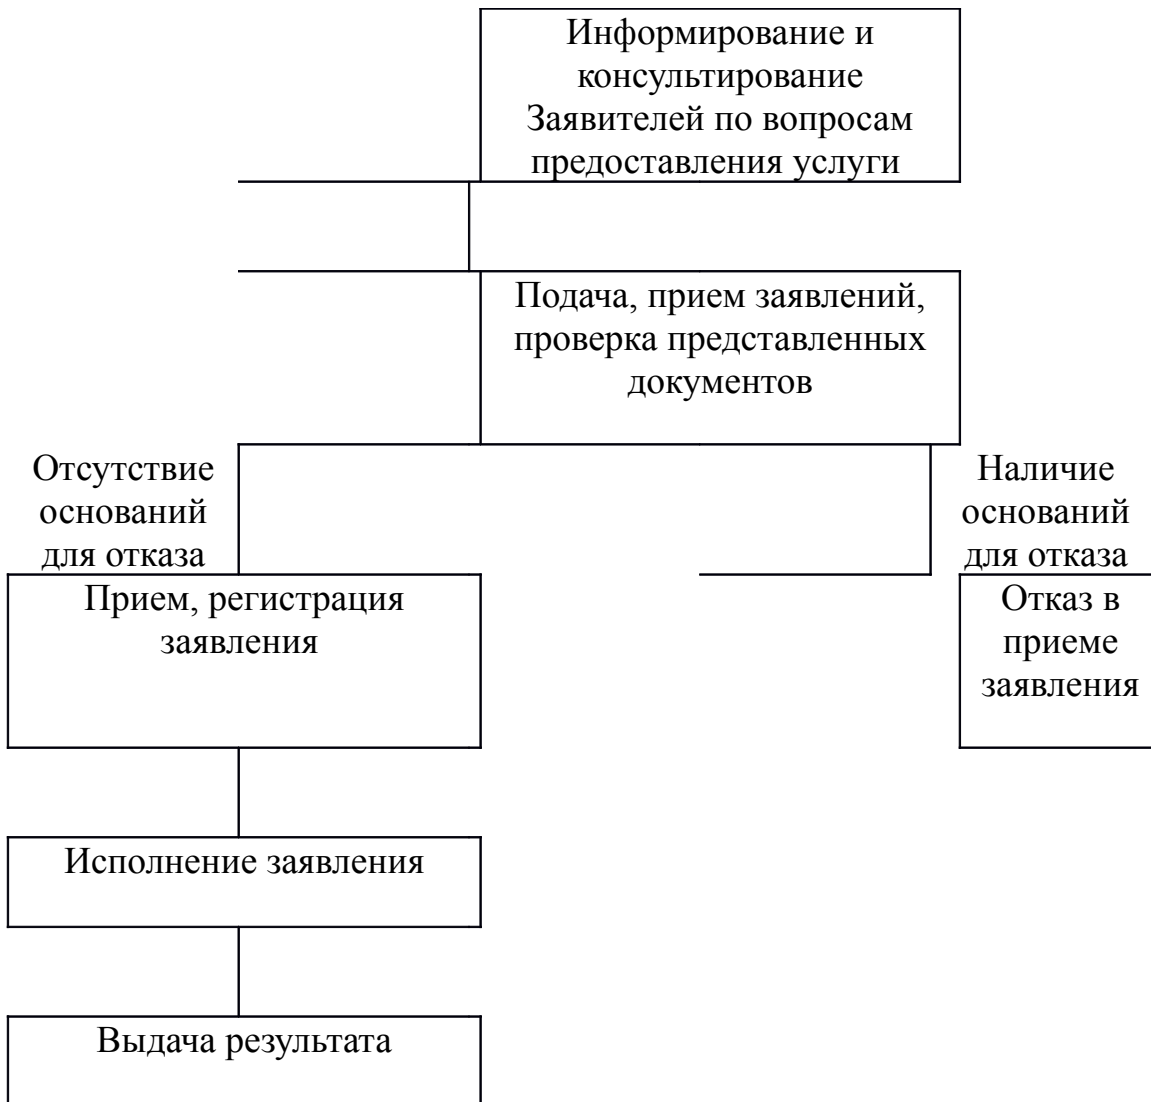 Информирование и
консультирование
Заявителей по вопросам
предоставления услуги
Подача, прием заявлений,
проверка представленных
документов
Отсутствие
оснований
для отказа
Наличие
оснований
для отказа
Прием, регистрация
заявления
Отказ в
приеме
заявления
Исполнение заявления
Выдача результата